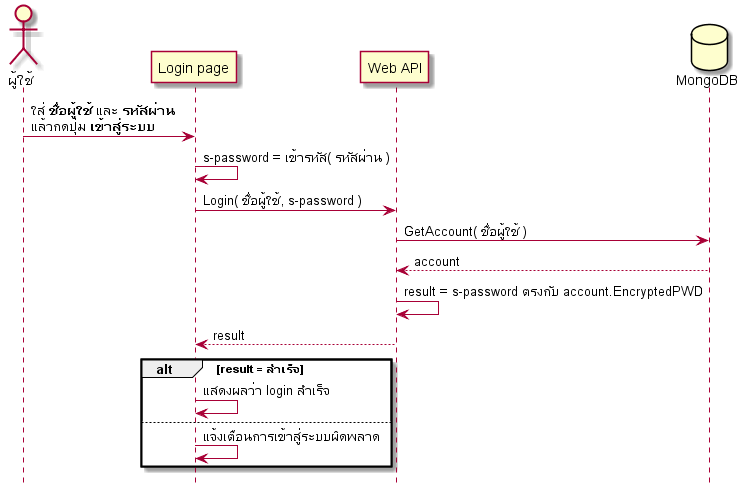 ผู้ใช้
Login page
Web API
MongoDB
ใส่ ชื่อผู้ใช้ และ รหัสผ่าน
แล้วกดปุ่ม เข้าสู่ระบบ
s-password = เข้ารหัส( รหัสผ่าน )
Login( ชื่อผู้ใช้, s-password )
GetAccount( ชื่อผู้ใช้ )
account
result = s-password ตรงกับ account.EncryptedPWD
result
alt [result = สำเร็จ]
แสดงผลว่า login สำเร็จ
แจ้งเตือนการเข้าสู่ระบบผิดพลาด